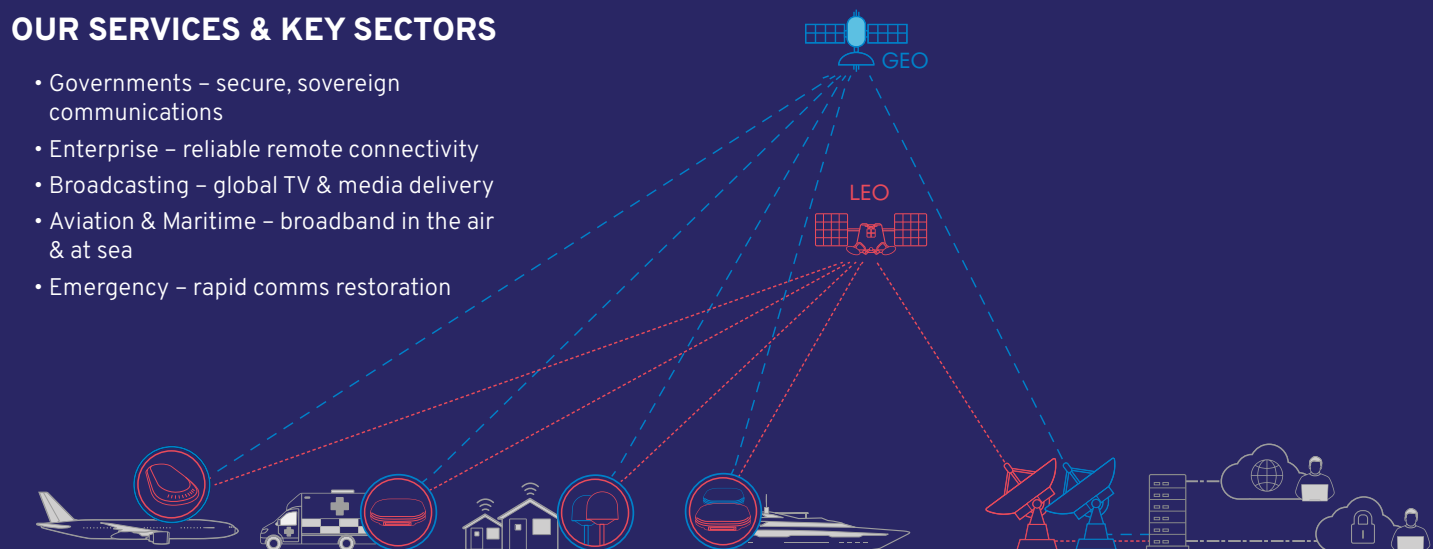 OUR SERVICES & KEY SECTORS
• Governments – secure, sovereign
communications
• Enterprise – reliable remote connectivity
• Broadcasting – global TV & media delivery
• Aviation & Maritime – broadband in the air
& at sea
• Emergency – rapid comms restoration
GEO
LEO